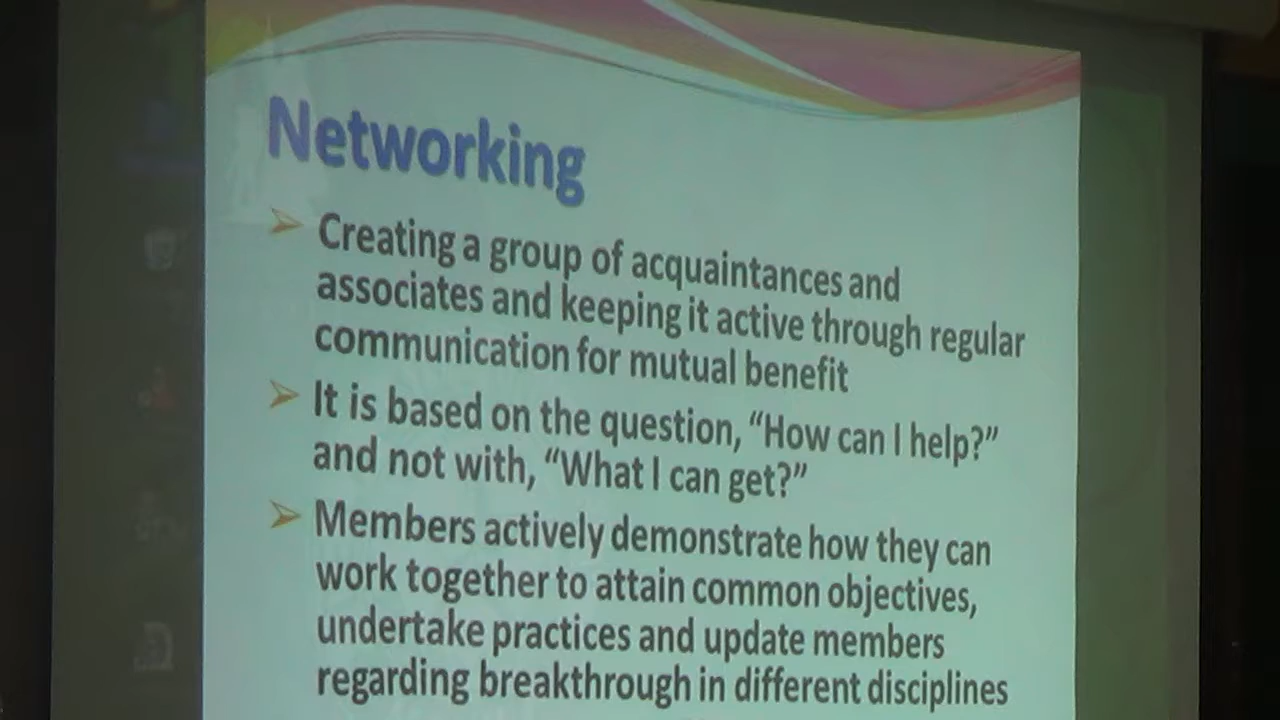 Networking
Creating a group of acquaintances and
associates and keeping it active through regular
communication for mutual benefit
It is based on the question, “How can I help?”
and not with, “What I can get?”
Members actively demonstrate how they can
work together to attain common objectives,
undertake practices and update members
regarding breakthrough in different disciplines